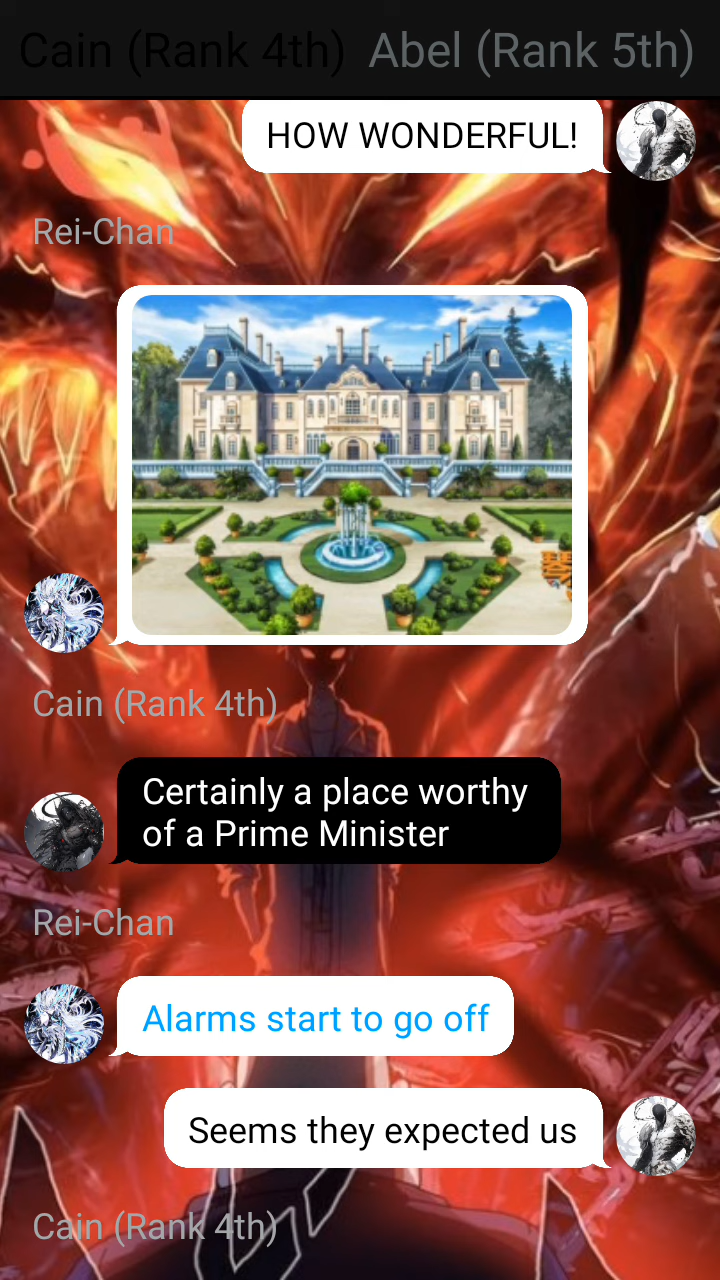 Cain (Rank 4th) Abel (Rank 5th)
HOW WONDERFUL!
Rei-Chan
Cain (Rank 4th)
Certainly a place worthy
of a Prime Minister
Rei-Chan
Alarms start to go off
Seems they expected us
Cain (Rank 4th)